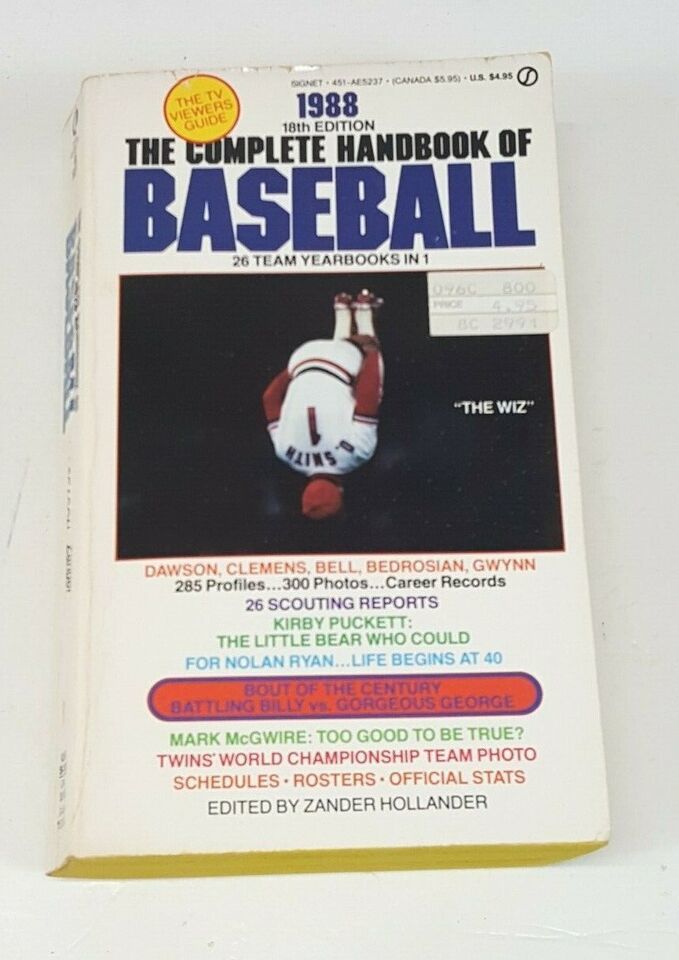 SIGNET • 451-AE5237 • (CANADA $5.95) • U.S. $4.95
THE TV
VIEWERS
GUIDE
1988
18th EDITION
THE COMPLETE HANDBOOK OF
BASEBALL
26 TEAM YEARBOOKS IN 1
096C 800
PRICE 4.95
BC 2991
"THE WIZ"
1
O. SMITH
DAWSON, CLEMENS, BELL, BEDROSIAN, GWYNN
285 Profiles...300 Photos...Career Records
26 SCOUTING REPORTS
KIRBY PUCKETT:
THE LITTLE BEAR WHO COULD
FOR NOLAN RYAN...LIFE BEGINS AT 40
BOUT OF THE CENTURY
BATTLING BILLY vs. GORGEOUS GEORGE
MARK McGWIRE: TOO GOOD TO BE TRUE?
TWINS' WORLD CHAMPIONSHIP TEAM PHOTO
SCHEDULES • ROSTERS • OFFICIAL STATS
EDITED BY ZANDER HOLLANDER